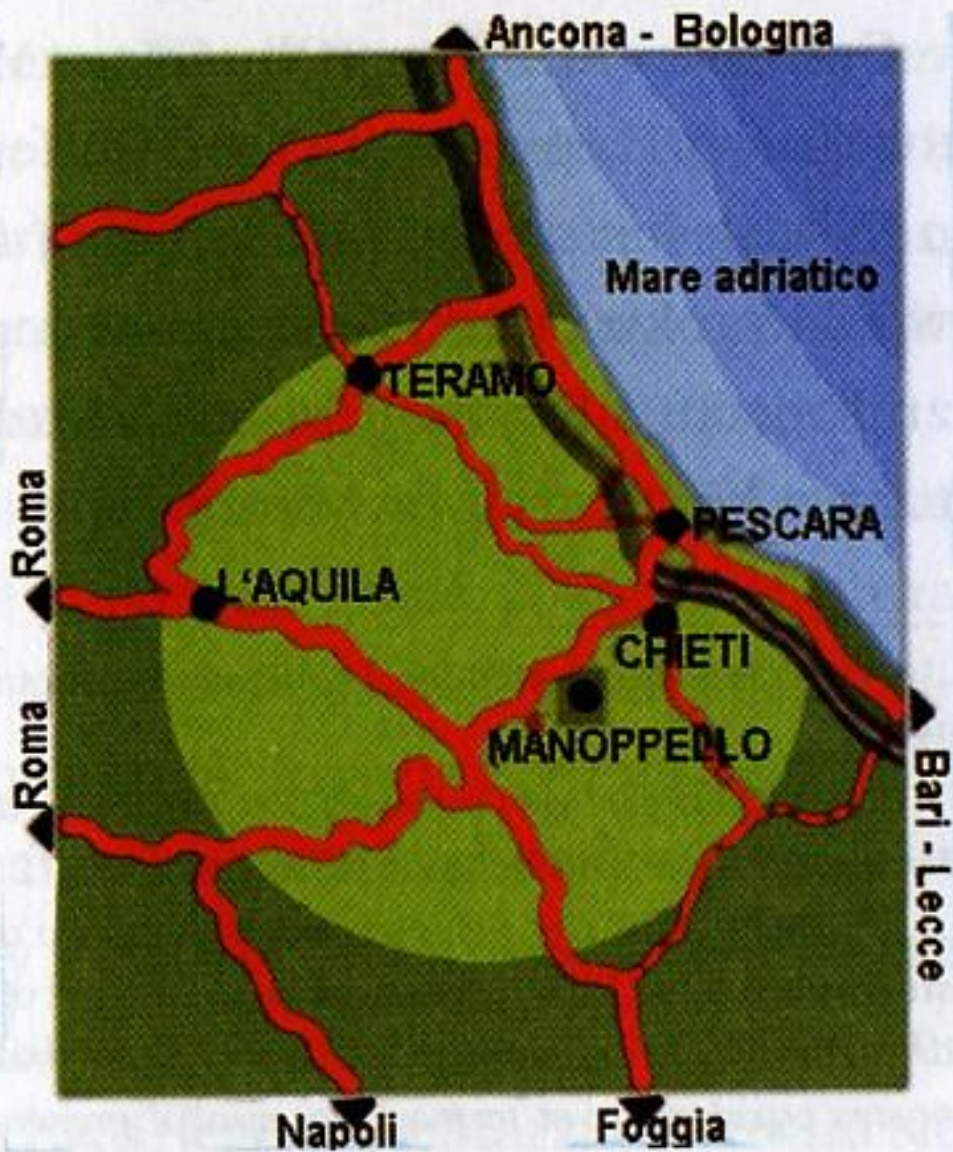 Ancona - Bologna
Mare adriatico
TERAMO
PESCARA
Roma
L'AQUILA
CHIETI
Roma
MANOPPELLO
Bari - Lecce
Napoli
Foggia